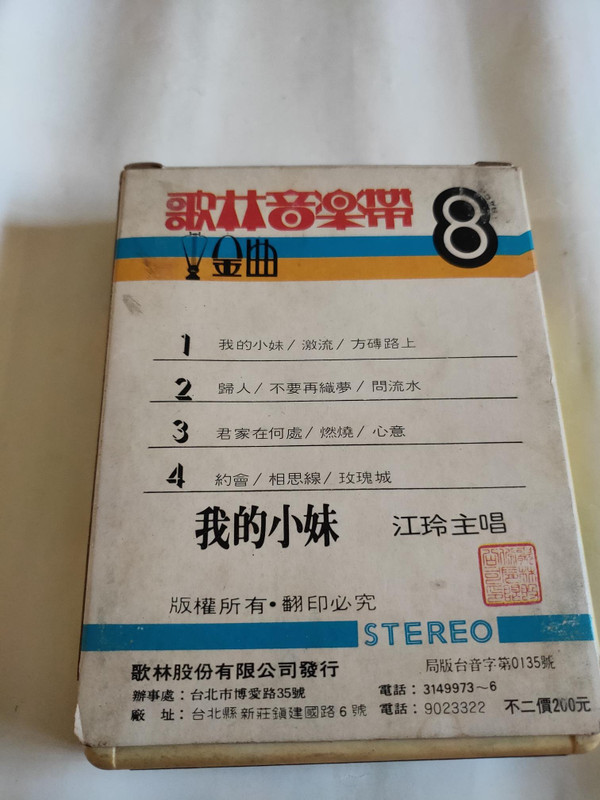 歌林音樂帶 8
金曲
1 我的小妹/激流/方磚路上
2 歸人/不要再織夢/問流水
3 君家在何處/燃燒/心意
4 約會/相思線/玫瑰城
我的小妹 江玲主唱
版權所有•翻印必究
STEREO
歌林股份有限公司發行 局版台音字第0135號
辦事處：台北市博愛路35號 電話：3149973～6
廠 址：台北縣新莊鎮建國路6號 電話：9023322 不二價200元